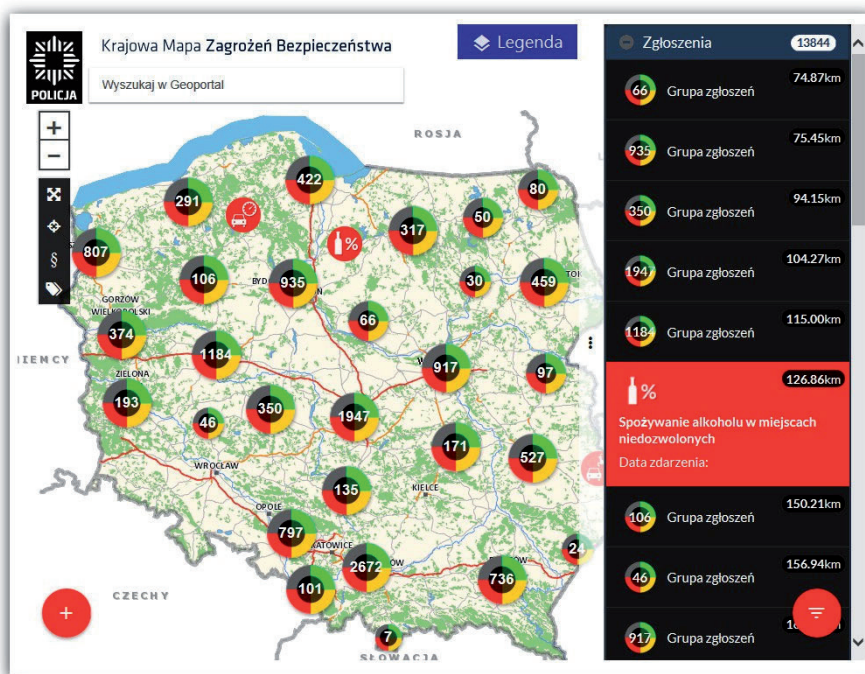 POLICJA
Krajowa Mapa Zagrożeń Bezpieczeństwa
Wyszukaj w Geoportal
Legenda
+
−
§
ROSJA
422
80
291
50
317
%
807
106
935
30
459
GORZÓW
WIELKOPOLSKI
66
374
1184
917
97
ZIELONA
193
350
46
1947
171
527
WROCŁAW
135
KIELCE
OPOLE
797
KATOWICE
24
2672
736
101
CZECHY
7
SŁOWACJA
+
Zgłoszenia 13844
66 Grupa zgłoszeń 74.87km
935 Grupa zgłoszeń 75.45km
350 Grupa zgłoszeń 94.15km
194 Grupa zgłoszeń 104.27km
1184 Grupa zgłoszeń 115.00km
% 126.86km
Spożywanie alkoholu w miejscach
niedozwolonych
Data zdarzenia:
106 Grupa zgłoszeń 150.21km
46 Grupa zgłoszeń 156.94km
917 Grupa zgłoszeń